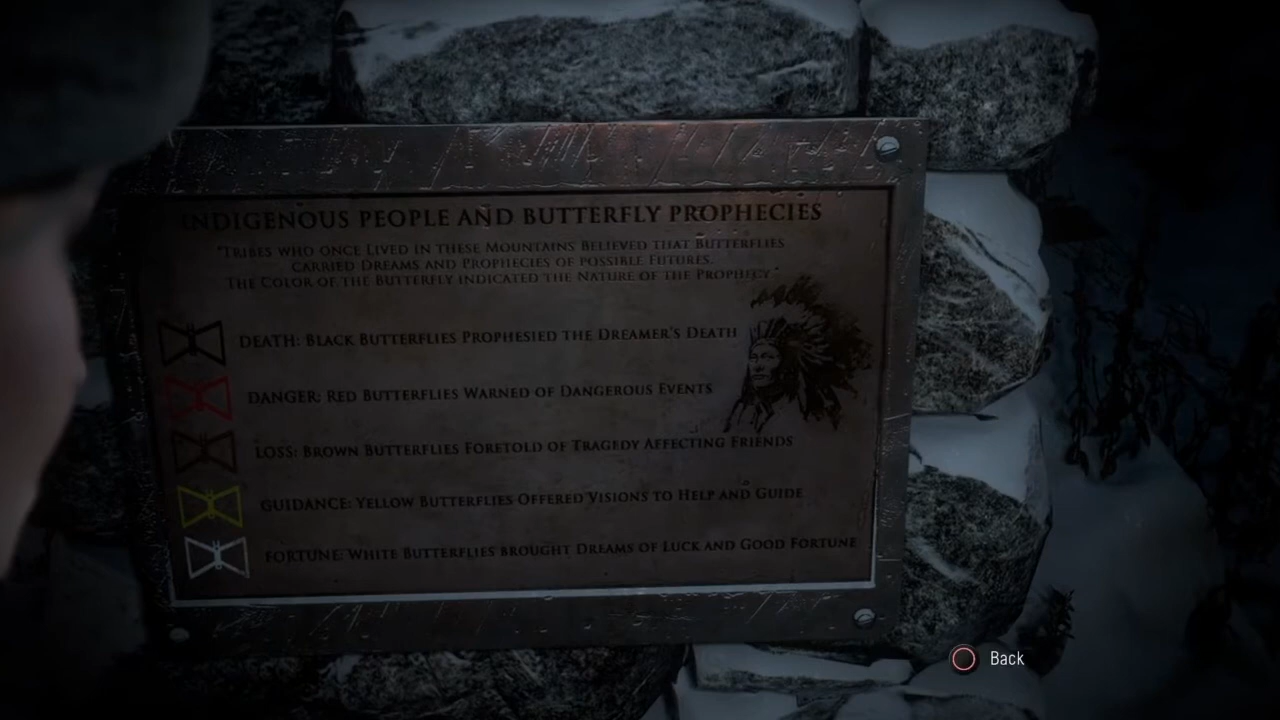 INDIGENOUS PEOPLE AND BUTTERFLY PROPHECIES
"TRIBES WHO ONCE LIVED IN THESE MOUNTAINS BELIEVED THAT BUTTERFLIES
CARRIED DREAMS AND PROPHECIES OF POSSIBLE FUTURES.
THE COLOR OF THE BUTTERFLY INDICATED THE NATURE OF THE PROPHECY."
DEATH: BLACK BUTTERFLIES PROPHESIED THE DREAMER'S DEATH
DANGER: RED BUTTERFLIES WARNED OF DANGEROUS EVENTS
LOSS: BROWN BUTTERFLIES FORETOLD OF TRAGEDY AFFECTING FRIENDS
GUIDANCE: YELLOW BUTTERFLIES OFFERED VISIONS TO HELP AND GUIDE
FORTUNE: WHITE BUTTERFLIES BROUGHT DREAMS OF LUCK AND GOOD FORTUNE
Back